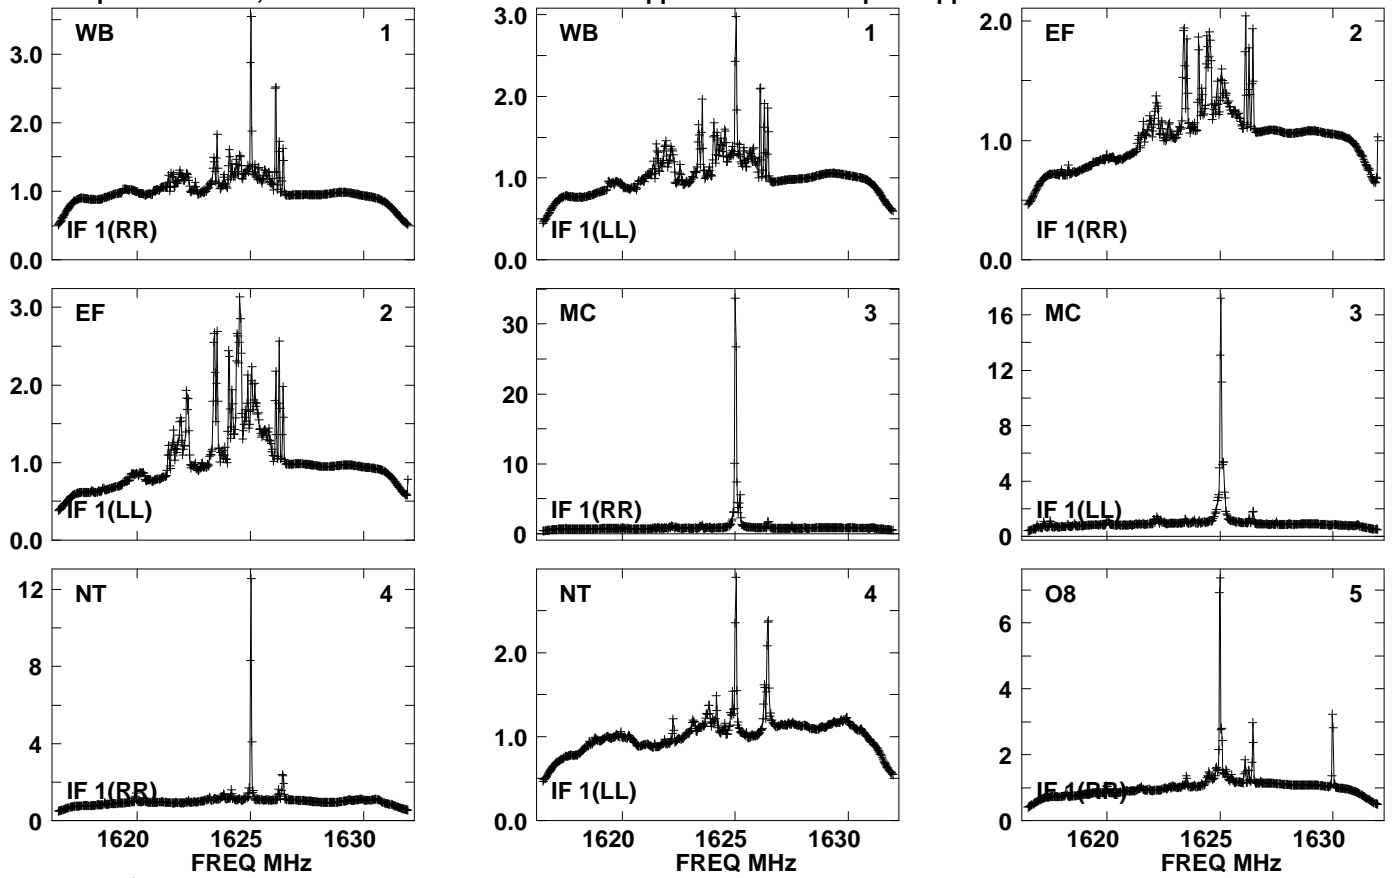 WB 1 WB 1 EF 2
3.0 3.0 2.0
2.0 2.0
1.0 1.0 1.0
IF 1(RR) IF 1(LL) IF 1(RR)
0.0 0.0 0.0
EF 2 MC 3 MC 3
3.0 30 16
2.0 20 12
1.0 10 8
4
IF 1(LL) IF 1(RR) IF 1(LL)
0.0 0 0
NT 4 NT 4 O8 5
12 2.0 6
8 1.0 4
4 2
IF 1(RR) IF 1(LL) IF 1(RR)
0 0.0 0
1620 1625 1630 1620 1625 1630 1620 1625 1630
FREQ MHz FREQ MHz FREQ MHz